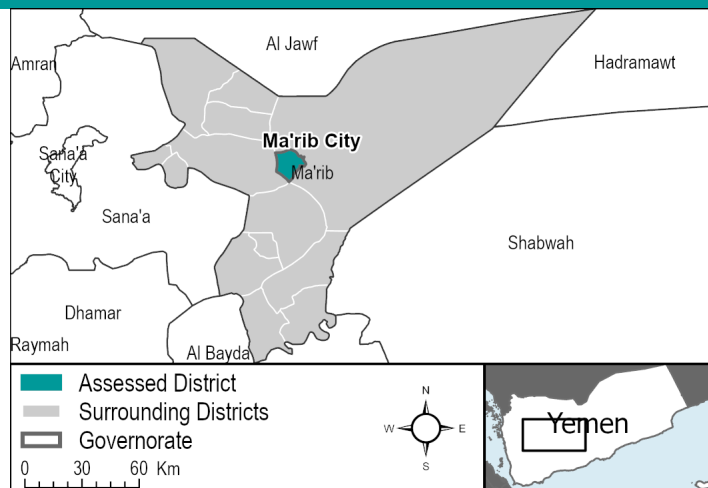 Al Jawf
Amran
Hadramawt
Ma'rib City
Sana'a
City
Ma'rib
Sana'a
Shabwah
Dhamar
Raymah
Al Bayda
Assessed District
Surrounding Districts
Governorate
0 30 60 Km
N
W E
S
Yemen